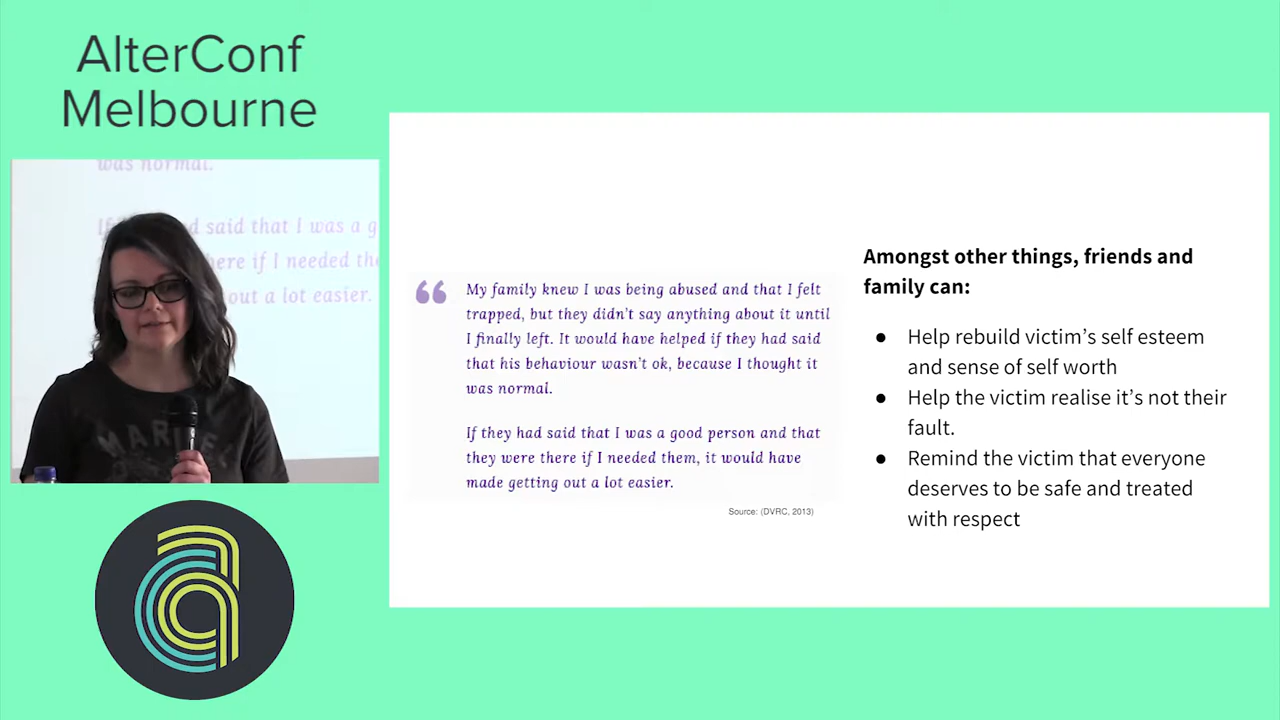 AlterConf
Melbourne
was normal.
said that I was a g
here if I needed the
out a lot easier.
MARILE
“ My family knew I was being abused and that I felt
trapped, but they didn't say anything about it until
I finally left. It would have helped if they had said
that his behaviour wasn't ok, because I thought it
was normal.
If they had said that I was a good person and that
they were there if I needed them, it would have
made getting out a lot easier.
Source: (DVRC, 2013)
Amongst other things, friends and
family can:
● Help rebuild victim’s self esteem
and sense of self worth
● Help the victim realise it’s not their
fault.
● Remind the victim that everyone
deserves to be safe and treated
with respect